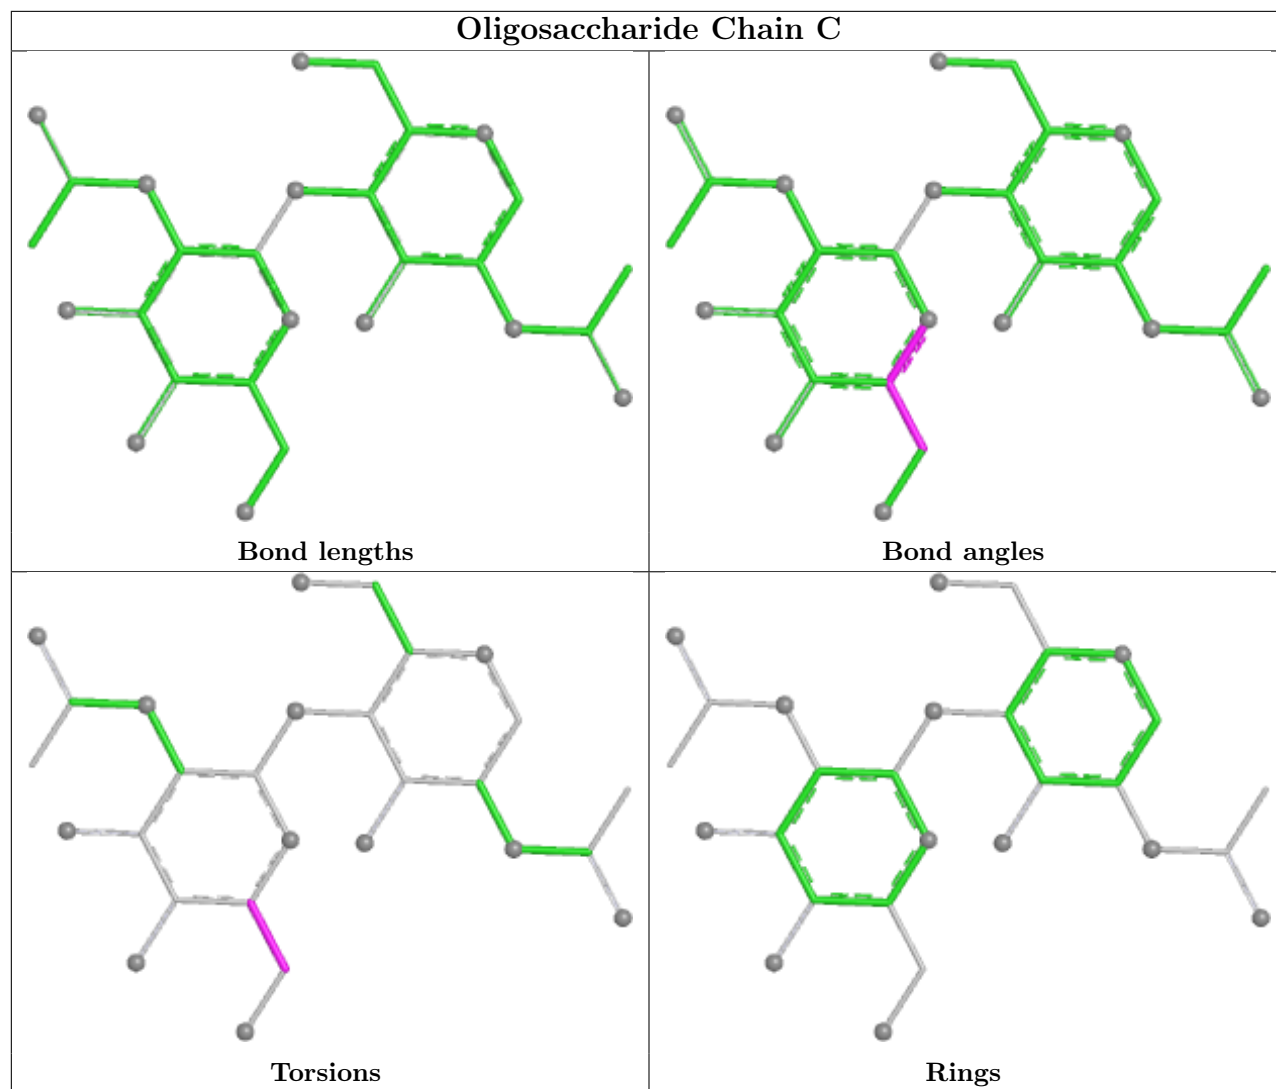 Oligosaccharide Chain C
Bond lengths
Bond angles
Torsions
Rings